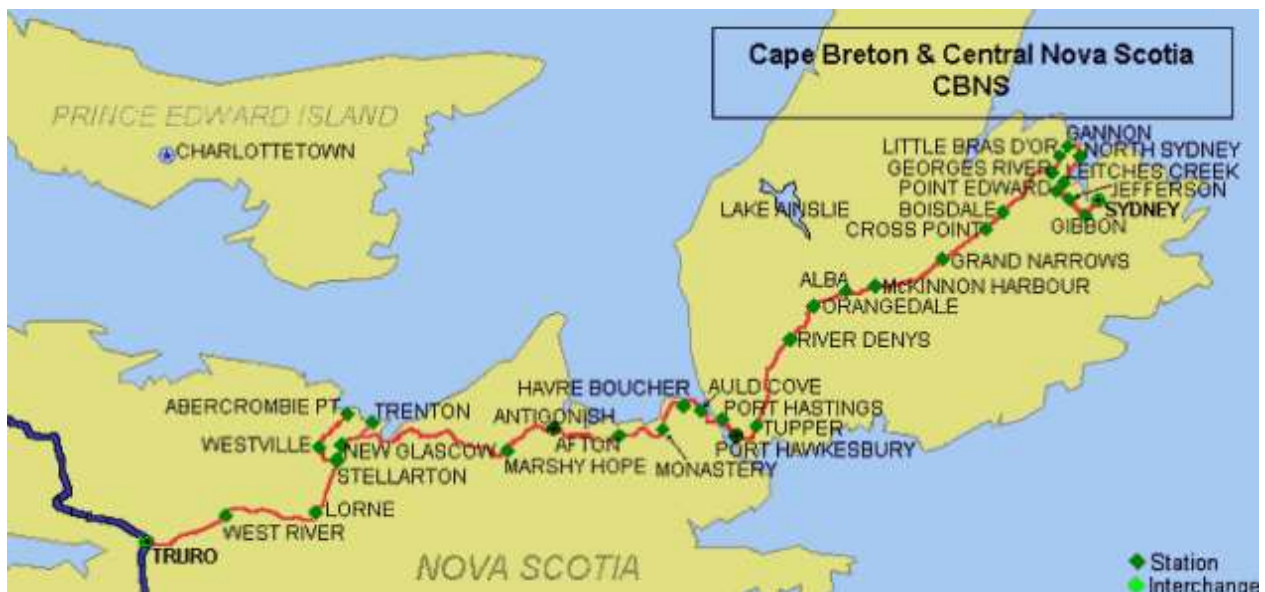 Cape Breton & Central Nova Scotia
CBNS
PRINCE EDWARD ISLAND
CHARLOTTETOWN
GANNON
LITTLE BRAS D'OR
NORTH SYDNEY
GEORGES RIVER
LEITCHES CREEK
POINT EDWARD
JEFFERSON
LAKE AINSLIE
BOISDALE
SYDNEY
CROSS POINT
GIBBON
GRAND NARROWS
ALBA
McKINNON HARBOUR
ORANGEDALE
RIVER DENYS
HAVRE BOUCHER
AULD COVE
ABERCROMBIE PT.
TRENTON
ANTIGONISH
PORT HASTINGS
TUPPER
WESTVILLE
NEW GLASCOW
AFTON
PORT HAWKESBURY
MARSHY HOPE
MONASTERY
STELLARTON
LORNE
WEST RIVER
TRURO
NOVA SCOTIA
Station
Interchange